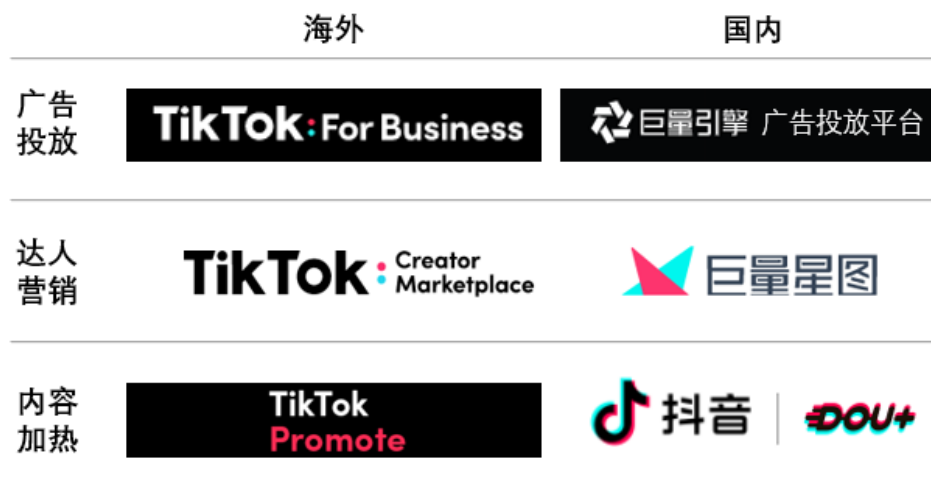 海外 国内
广告
投放
TikTok: For Business 巨量引擎 广告投放平台
达人
营销
TikTok: Creator
Marketplace
巨量星图
内容
加热
TikTok
Promote
抖音 | DOU+